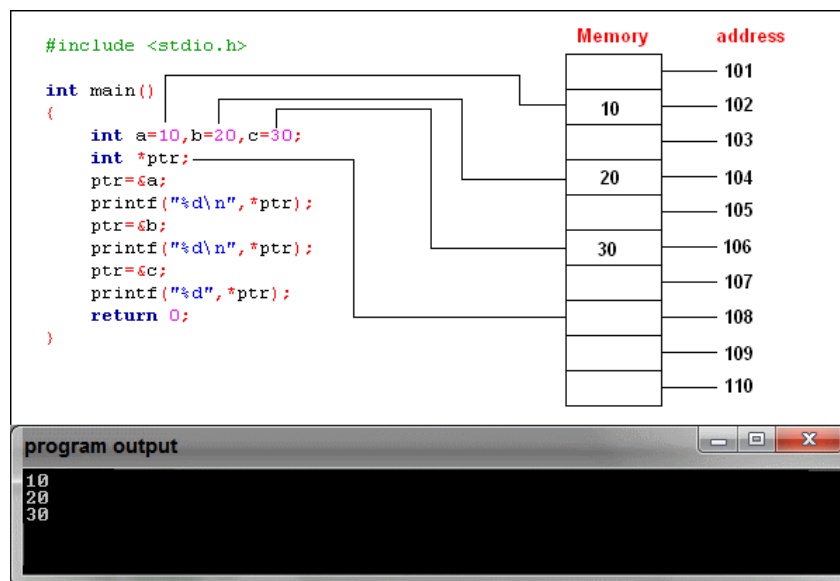 #include <stdio.h>
int main()
{
int a=10,b=20,c=30;
int *ptr;
ptr=&a;
printf("%d\n",*ptr);
ptr=&b;
printf("%d\n",*ptr);
ptr=&c;
printf("%d",*ptr);
return 0;
}
Memory address
101
10 102
103
20 104
105
30 106
107
108
109
110
program output
10
20
30